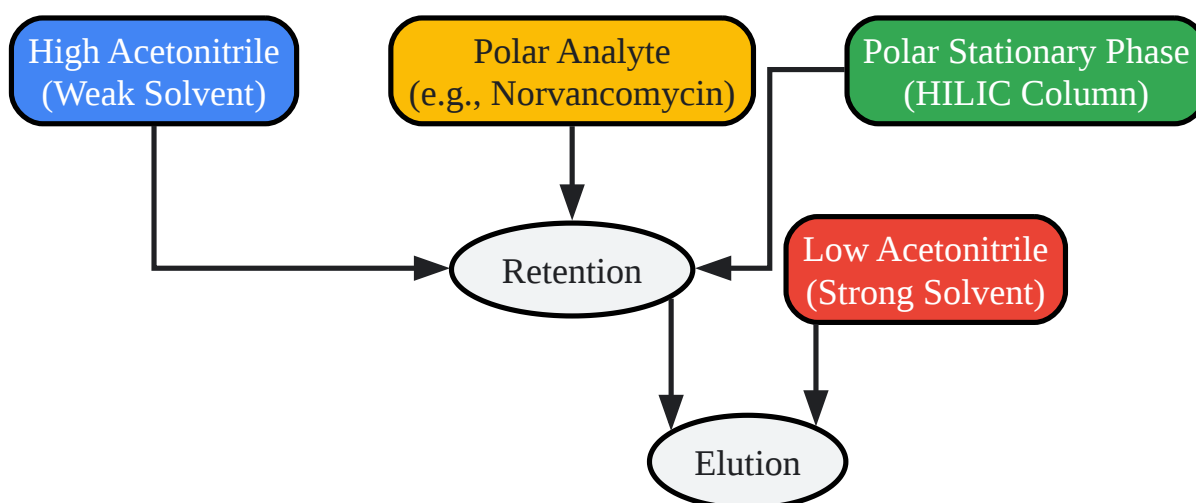 High Acetonitrile
(Weak Solvent)
Polar Analyte
(e.g., Norvancomycin)
Polar Stationary Phase
(HILIC Column)
Retention
Low Acetonitrile
(Strong Solvent)
Elution